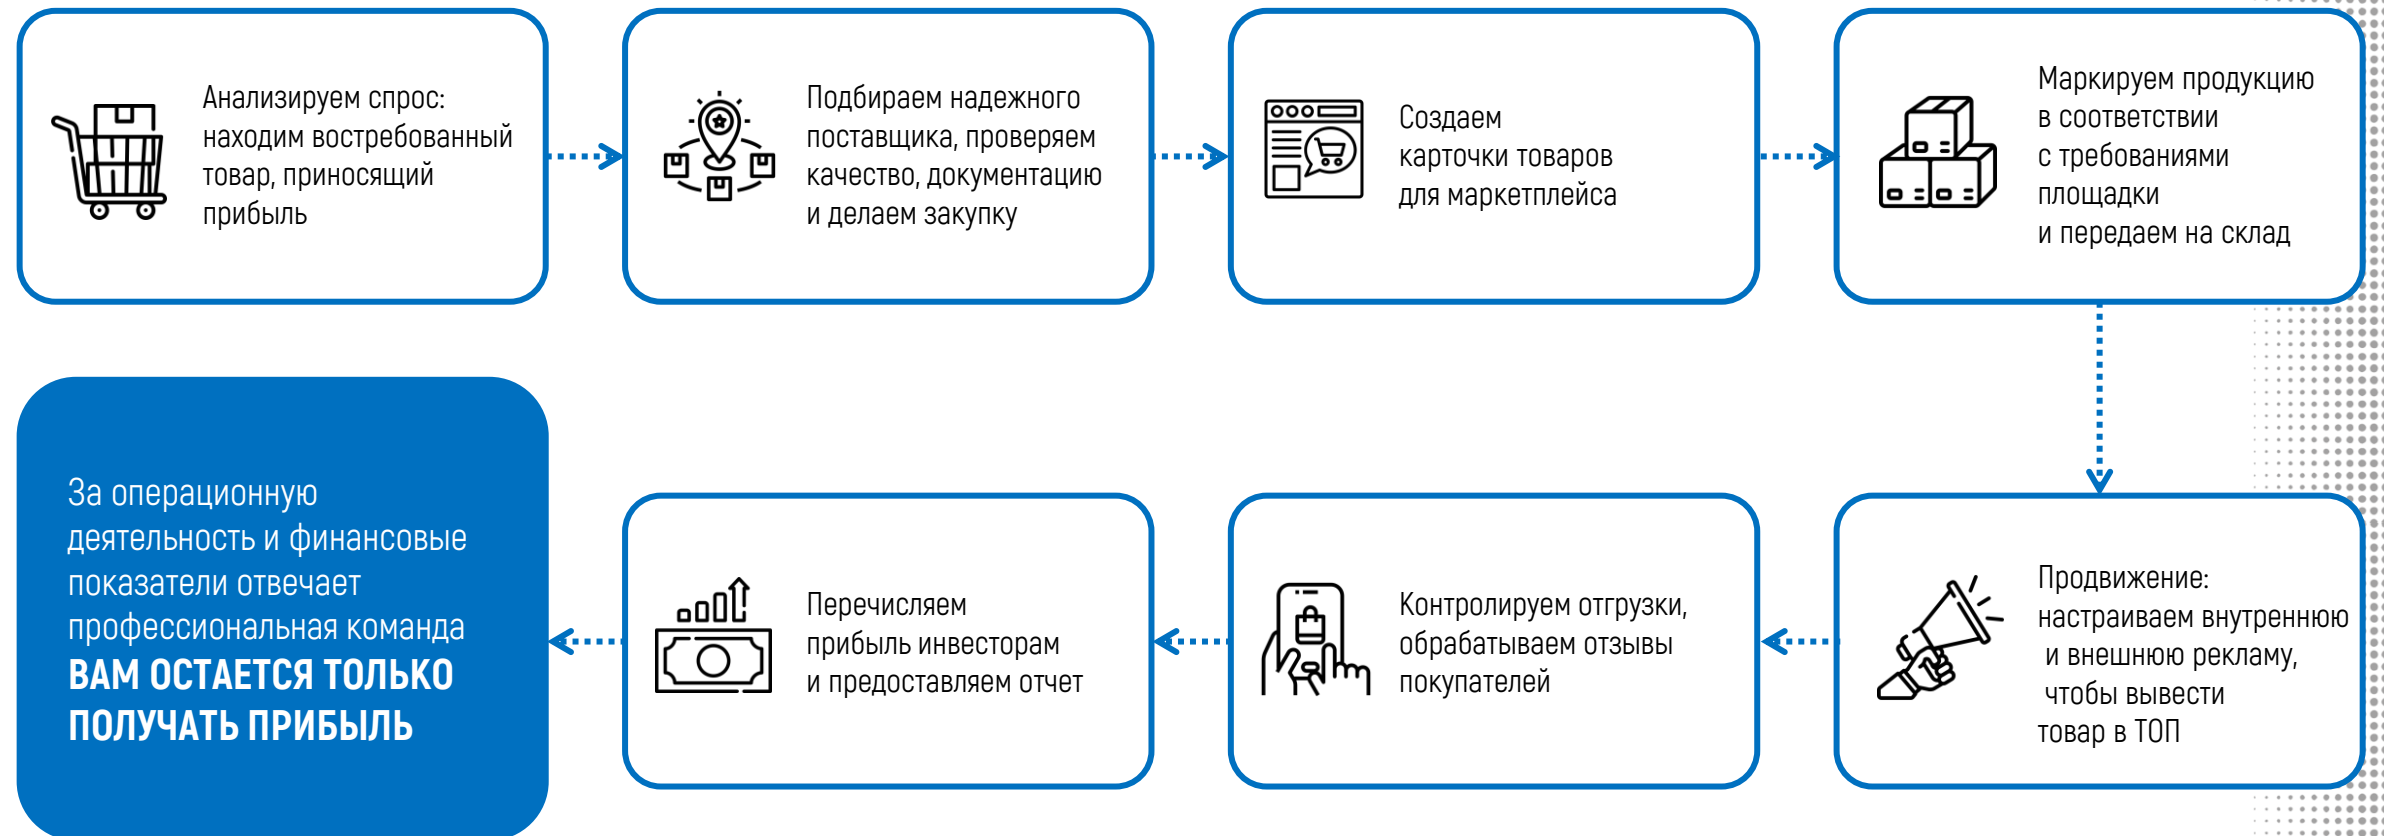 Анализируем спрос:
находим востребованный
товар, приносящий
прибыль
Подбираем надежного
поставщика, проверяем
качество, документацию
и делаем закупку
Создаем
карточки товаров
для маркетплейса
Маркируем продукцию
в соответствии
с требованиями
площадки
и передаем на склад
Продвижение:
настраиваем внутреннюю
и внешнюю рекламу,
чтобы вывести
товар в ТОП
Контролируем отгрузки,
обрабатываем отзывы
покупателей
Перечисляем
прибыль инвесторам
и предоставляем отчет
За операционную
деятельность и финансовые
показатели отвечает
профессиональная команда
ВАМ ОСТАЕТСЯ ТОЛЬКО
ПОЛУЧАТЬ ПРИБЫЛЬ